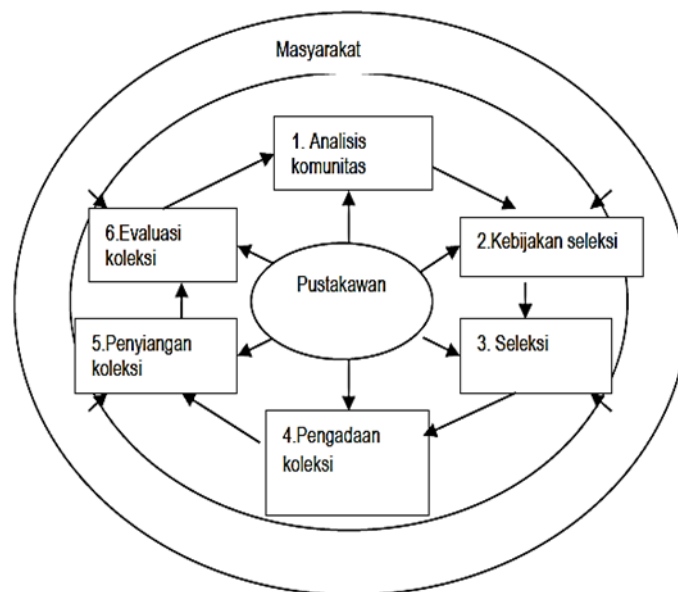 Masyarakat
1. Analisis
komunitas
2.Kebijakan seleksi
3. Seleksi
4.Pengadaan
koleksi
5.Penyiangan
koleksi
6.Evaluasi
koleksi
Pustakawan